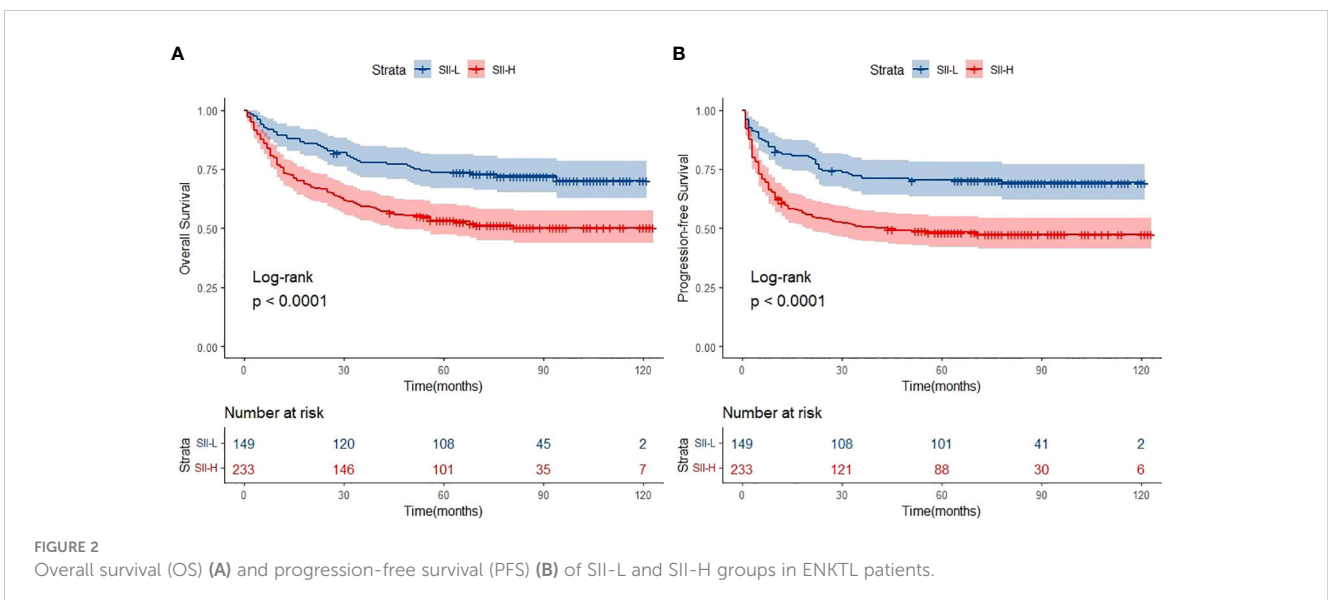 A
B
Strata SII-L SII-H
Strata SII-L SII-H
1.00
0.75
0.50
0.25
0.00
Overall Survival
Log-rank
p < 0.0001
0 30 60 90 120
Time(months)
1.00
0.75
0.50
0.25
0.00
Progression-free Survival
Log-rank
p < 0.0001
0 30 60 90 120
Time(months)
Number at risk
Strata
SII-L 149 120 108 45 2
SII-H 233 146 101 35 7
0 30 60 90 120
Time(months)
Number at risk
Strata
SII-L 149 108 101 41 2
SII-H 233 121 88 30 6
0 30 60 90 120
Time(months)
FIGURE 2
Overall survival (OS) (A) and progression-free survival (PFS) (B) of SII-L and SII-H groups in ENKTL patients.